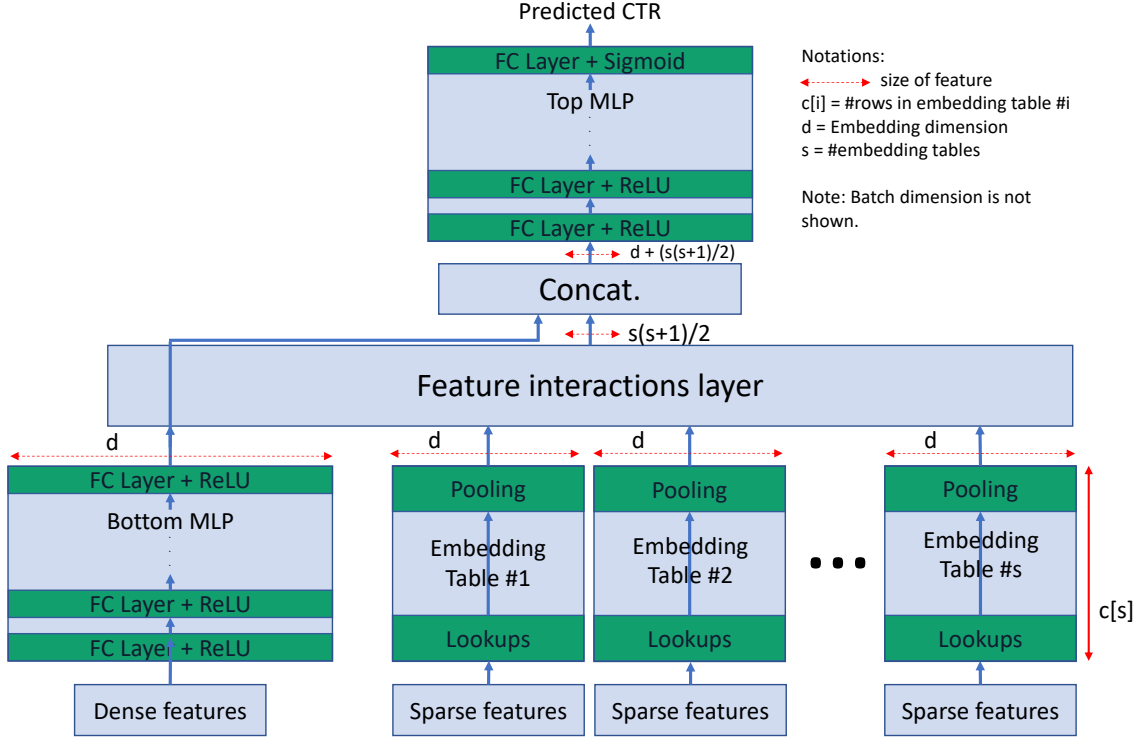 Predicted CTR
FC Layer + Sigmoid
Top MLP
FC Layer + ReLU
FC Layer + ReLU
d + (s(s+1)/2)
Concat.
s(s+1)/2
Feature interactions layer
Notations:
size of feature
c[i] = #rows in embedding table #i
d = Embedding dimension
s = #embedding tables
Note: Batch dimension is not
shown.
d
FC Layer + ReLU
Bottom MLP
FC Layer + ReLU
FC Layer + ReLU
Dense features
d
Pooling
Embedding
Table #1
Lookups
Sparse features
d
Pooling
Embedding
Table #2
Lookups
Sparse features
d
Pooling
Embedding
Table #s
Lookups
Sparse features
c[s]